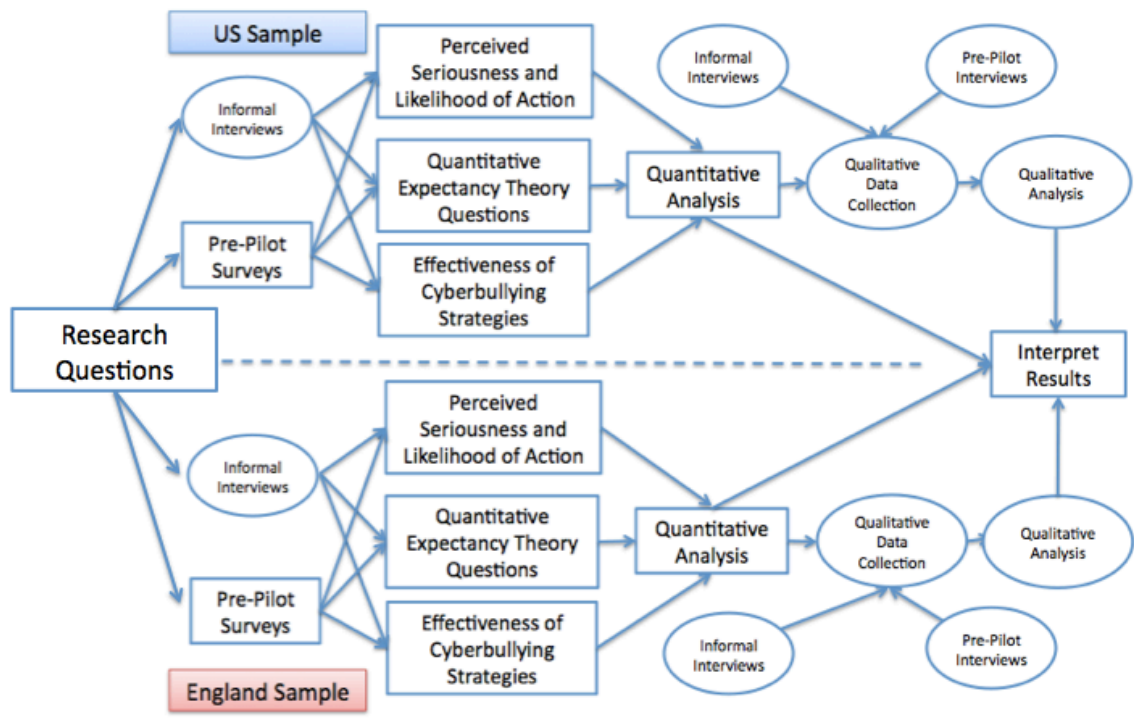 US Sample
Informal
Interviews
Pre-Pilot
Surveys
Research
Questions
Perceived
Seriousness and
Likelihood of Action
Quantitative
Expectancy Theory
Questions
Effectiveness of
Cyberbullying
Strategies
Quantitative
Analysis
Informal
Interviews
Pre-Pilot
Interviews
Qualitative
Data
Collection
Qualitative
Analysis
Interpret
Results
Informal
Interviews
Pre-Pilot
Surveys
England Sample
Perceived
Seriousness and
Likelihood of Action
Quantitative
Expectancy Theory
Questions
Effectiveness of
Cyberbullying
Strategies
Quantitative
Analysis
Qualitative
Data
Collection
Qualitative
Analysis
Informal
Interviews
Pre-Pilot
Interviews